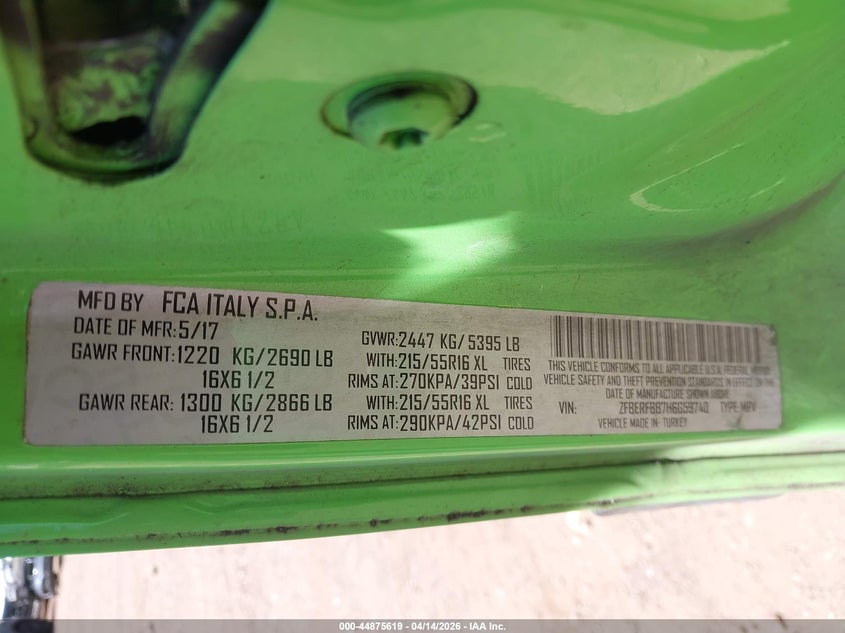 MFD BY FCA ITALY S.P.A.
DATE OF MFR: 5/17
GVWR: 2447 KG/ 5395 LB
GAWR FRONT: 1220 KG/2690 LB WITH: 215/55R16 XL TIRES
16X6 1/2 RIMS AT: 270KPA/39PSI COLD
GAWR REAR: 1300 KG/2866 LB WITH: 215/55R16 XL TIRES
16X6 1/2 RIMS AT: 290KPA/42PSI COLD
THIS VEHICLE CONFORMS TO ALL APPLICABLE U.S.A. FEDERAL MOTOR
VEHICLE SAFETY AND THEFT PREVENTION STANDARDS IN EFFECT ON THE
DATE OF MANUFACTURE SHOWN ABOVE
VIN: ZFBERFBB7H6G59740 TYPE: MPV
VEHICLE MADE IN: TURKEY
000-44875619 - 04/14/2026 - IAA Inc.